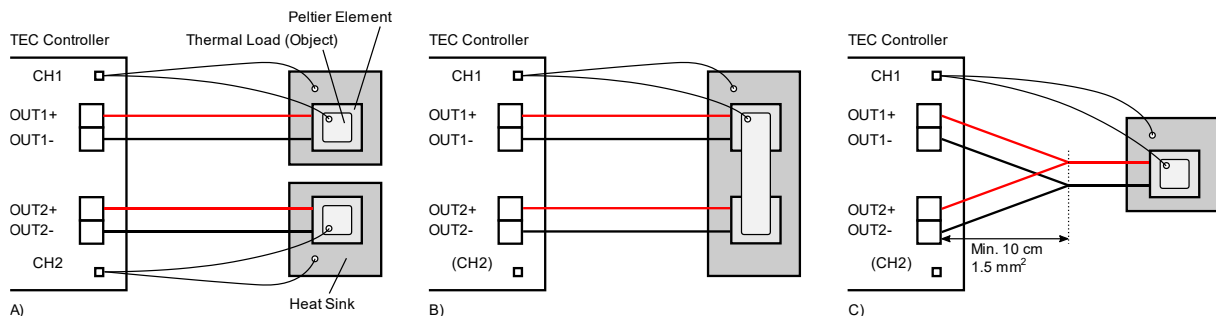 Peltier Element
TEC Controller
Thermal Load (Object)
CH1
OUT1+
OUT1-
OUT2+
OUT2-
CH2
Heat Sink
A)
TEC Controller
CH1
OUT1+
OUT1-
OUT2+
OUT2-
(CH2)
B)
TEC Controller
CH1
OUT1+
OUT1-
OUT2+
OUT2-
(CH2)
Min. 10 cm
1.5 mm²
C)